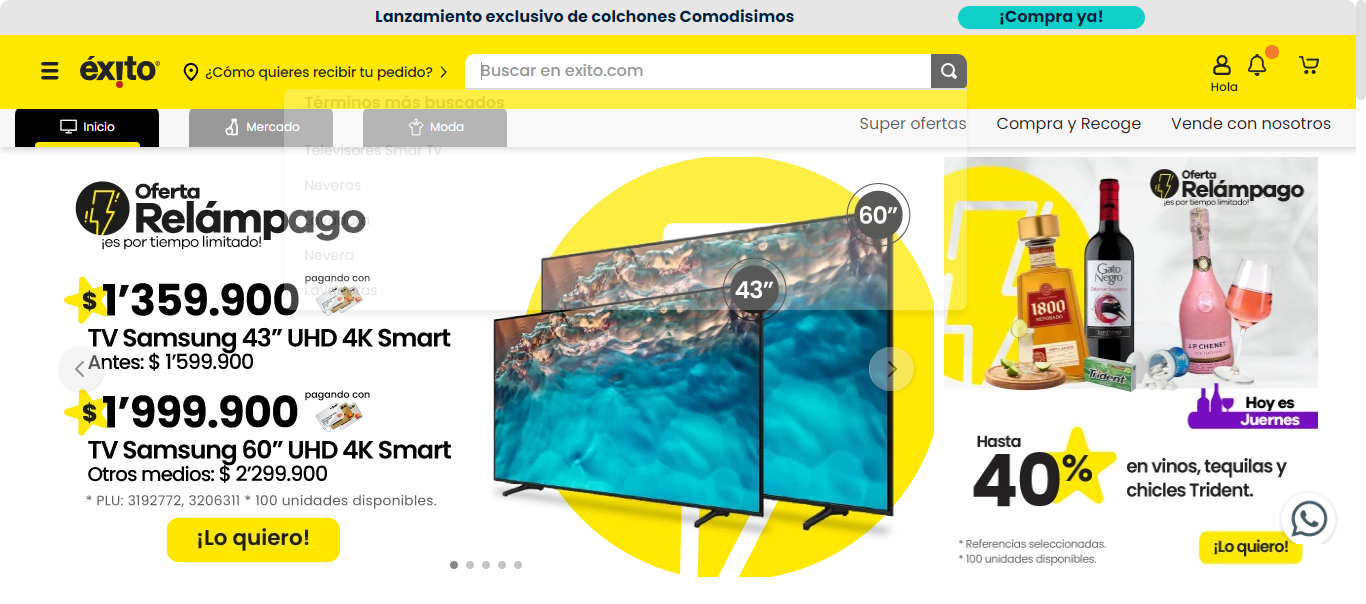 Lanzamiento exclusivo de colchones Comodisimos
¡Compra ya!
éxito
¿Cómo quieres recibir tu pedido?
Buscar en exito.com
Hola
Términos más buscados
Inicio
Mercado
Moda
Super ofertas
Compra y Recoge
Vende con nosotros
Televisores Smar Tv
Neveras
Nevera
Oferta
Relámpago
¡es por tiempo limitado!
$1’359.900
pagando con
TV Samsung 43” UHD 4K Smart
Antes: $ 1’599.900
$1’999.900
pagando con
TV Samsung 60” UHD 4K Smart
Otros medios: $ 2’299.900
* PLU: 3192772, 3206311 * 100 unidades disponibles.
¡Lo quiero!
60”
43”
Oferta
Relámpago
¡es por tiempo limitado!
1800
REPOSADO
Gato
Negro
Cabernet Sauvignon
J.P. CHENET
Trident
Hoy es
Juernes
Hasta
40%
en vinos, tequilas y
chicles Trident.
* Referencias seleccionadas.
* 100 unidades disponibles.
¡Lo quiero!